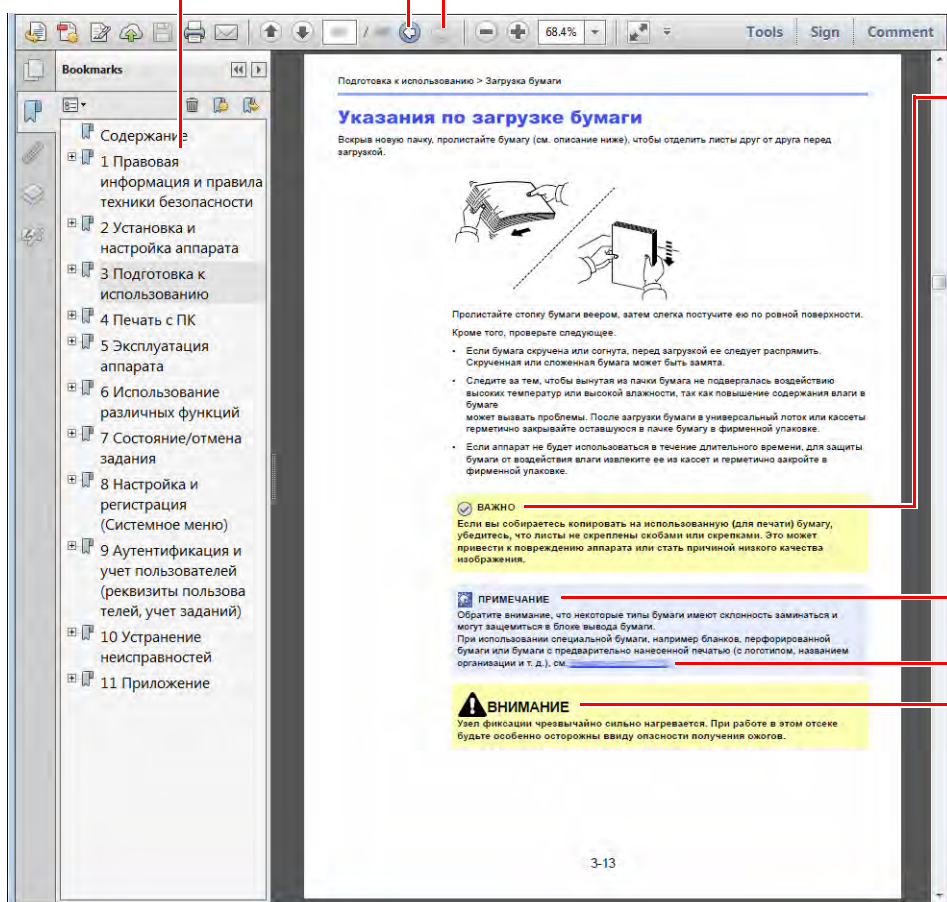 /
68.4%
Tools
Sign
Comment
Bookmarks
Содержание
1 Правовая
информация и правила
техники безопасности
2 Установка и
настройка аппарата
3 Подготовка к
использованию
4 Печать с ПК
5 Эксплуатация
аппарата
6 Использование
различных функций
7 Состояние/отмена
задания
8 Настройка и
регистрация
(Системное меню)
9 Аутентификация и
учет пользователей
(реквизиты пользова
телей, учет заданий)
10 Устранение
неисправностей
11 Приложение
Подготовка к использованию > Загрузка бумаги
Указания по загрузке бумаги
Вскрыв новую пачку, пролистайте бумагу (см. описание ниже), чтобы отделить листы друг от друга перед
загрузкой.
Пролистайте стопку бумаги веером, затем слегка постучите ею по ровной поверхности.
Кроме того, проверьте следующее.
• Если бумага скручена или согнута, перед загрузкой ее следует распрямить.
Скрученная или сложенная бумага может быть замята.
• Следите за тем, чтобы вынутая из пачки бумага не подвергалась воздействию
высоких температур или высокой влажности, так как повышение содержания влаги в
бумаге
может вызвать проблемы. После загрузки бумаги в универсальный лоток или кассеты
герметично закрывайте оставшуюся в пачке бумагу в фирменной упаковке.
• Если аппарат не будет использоваться в течение длительного времени, для защиты
бумаги от воздействия влаги извлеките ее из кассет и герметично закройте в
фирменной упаковке.
ВАЖНО
Если вы собираетесь копировать на использованную (для печати) бумагу,
убедитесь, что листы не скреплены скобами или скрепками. Это может
привести к повреждению аппарата или стать причиной низкого качества
изображения.
ПРИМЕЧАНИЕ
Обратите внимание, что некоторые типы бумаги имеют склонность заминаться и
могут защемиться в блоке вывода бумаги.
При использовании специальной бумаги, например бланков, перфорированной
бумаги или бумаги с предварительно нанесенной печатью (с логотипом, названием
организации и т. д.), см.
ВНИМАНИЕ
Узел фиксации чрезвычайно сильно нагревается. При работе в этом отсеке
будьте особенно осторожны ввиду опасности получения ожогов.
3-13